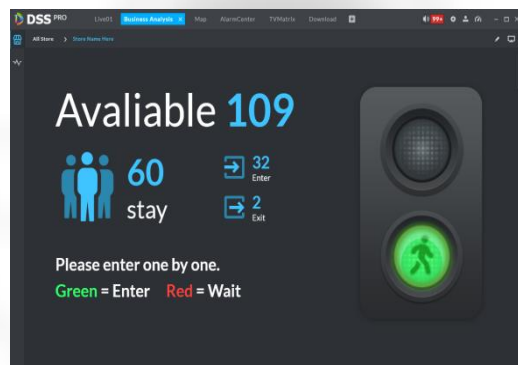 DSS PRO Live01 Business Analysis × Map AlarmCenter TVMatrix Download 99+
All Store > Store Name Here
Avaliable 109
60
stay
32
Enter
2
Exit
Please enter one by one.
Green = Enter Red = Wait